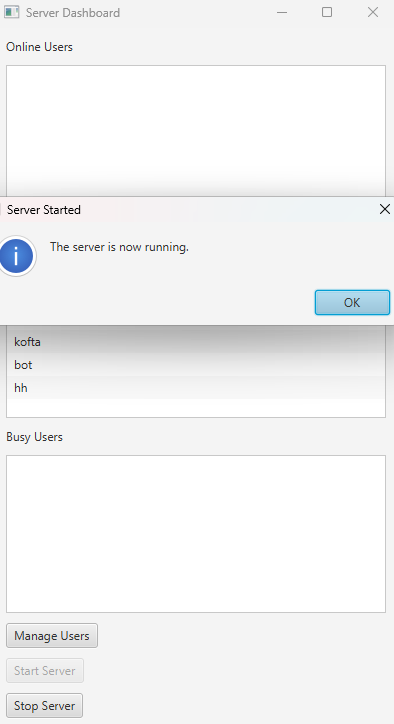 Server Dashboard
Online Users
Server Started
The server is now running.
OK
kofta
bot
hh
Busy Users
Manage Users
Start Server
Stop Server